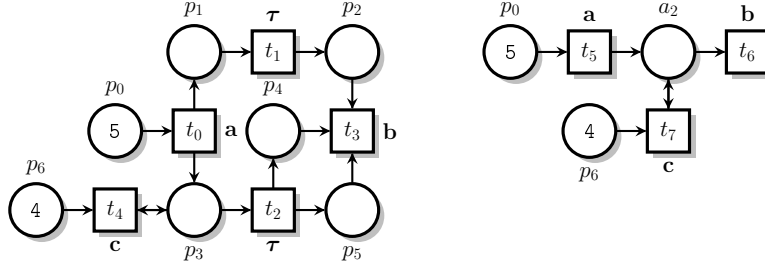 p₁ τ p₂ p₀ a a₂ b
t₁ 5 t₅ t₆
p₀ p₄
5 t₀ a t₃ b 4 t₇
p₆ p₆ c
4 t₄ t₂
c p₃ τ p₅